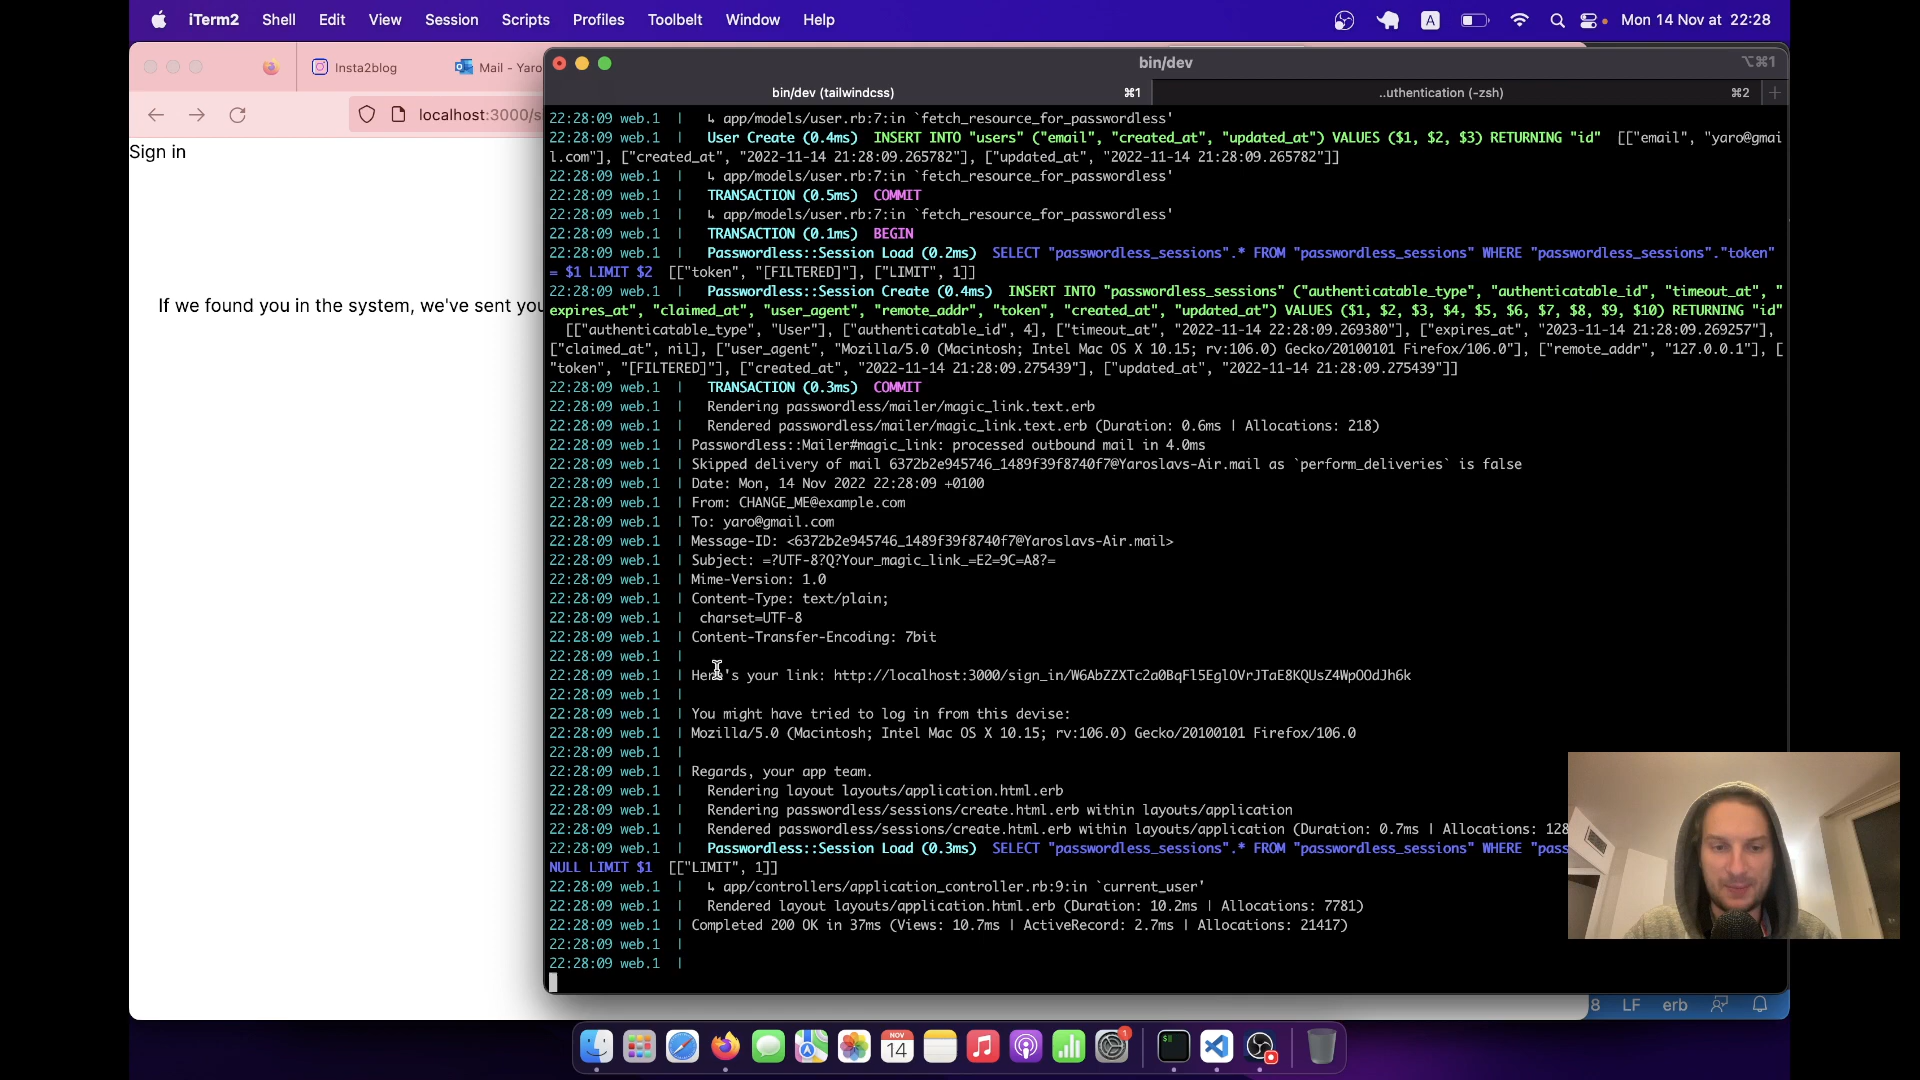 iTerm2 Shell Edit View Session Scripts Profiles Toolbelt Window Help A Mon 14 Nov at 22:28
Insta2blog Mail - Yaro
localhost:3000/s
Sign in
If we found you in the system, we've sent you
bin/dev ⌥⌘1
bin/dev (tailwindcss) ⌘1 ..uthentication (-zsh) ⌘2 +
22:28:09 web.1 | ↳ app/models/user.rb:7:in `fetch_resource_for_passwordless'
22:28:09 web.1 | User Create (0.4ms) INSERT INTO "users" ("email", "created_at", "updated_at") VALUES ($1, $2, $3) RETURNING "id" [["email", "yaro@gmai
l.com"], ["created_at", "2022-11-14 21:28:09.265782"], ["updated_at", "2022-11-14 21:28:09.265782"]]
22:28:09 web.1 | ↳ app/models/user.rb:7:in `fetch_resource_for_passwordless'
22:28:09 web.1 | TRANSACTION (0.5ms) COMMIT
22:28:09 web.1 | ↳ app/models/user.rb:7:in `fetch_resource_for_passwordless'
22:28:09 web.1 | TRANSACTION (0.1ms) BEGIN
22:28:09 web.1 | Passwordless::Session Load (0.2ms) SELECT "passwordless_sessions".* FROM "passwordless_sessions" WHERE "passwordless_sessions"."token"
= $1 LIMIT $2 [["token", "[FILTERED]"], ["LIMIT", 1]]
22:28:09 web.1 | Passwordless::Session Create (0.4ms) INSERT INTO "passwordless_sessions" ("authenticatable_type", "authenticatable_id", "timeout_at", "
expires_at", "claimed_at", "user_agent", "remote_addr", "token", "created_at", "updated_at") VALUES ($1, $2, $3, $4, $5, $6, $7, $8, $9, $10) RETURNING "id"
[["authenticatable_type", "User"], ["authenticatable_id", 4], ["timeout_at", "2022-11-14 22:28:09.269380"], ["expires_at", "2023-11-14 21:28:09.269257"],
["claimed_at", nil], ["user_agent", "Mozilla/5.0 (Macintosh; Intel Mac OS X 10.15; rv:106.0) Gecko/20100101 Firefox/106.0"], ["remote_addr", "127.0.0.1"], [
"token", "[FILTERED]"], ["created_at", "2022-11-14 21:28:09.275439"], ["updated_at", "2022-11-14 21:28:09.275439"]]
22:28:09 web.1 | TRANSACTION (0.3ms) COMMIT
22:28:09 web.1 | Rendering passwordless/mailer/magic_link.text.erb
22:28:09 web.1 | Rendered passwordless/mailer/magic_link.text.erb (Duration: 0.6ms | Allocations: 218)
22:28:09 web.1 | Passwordless::Mailer#magic_link: processed outbound mail in 4.0ms
22:28:09 web.1 | Skipped delivery of mail 6372b2e945746_1489f39f8740f7@Yaroslavs-Air.mail as `perform_deliveries` is false
22:28:09 web.1 | Date: Mon, 14 Nov 2022 22:28:09 +0100
22:28:09 web.1 | From: CHANGE_ME@example.com
22:28:09 web.1 | To: yaro@gmail.com
22:28:09 web.1 | Message-ID: <6372b2e945746_1489f39f8740f7@Yaroslavs-Air.mail>
22:28:09 web.1 | Subject: =?UTF-8?Q?Your_magic_link_=E2=9C=A8?=
22:28:09 web.1 | Mime-Version: 1.0
22:28:09 web.1 | Content-Type: text/plain;
22:28:09 web.1 | charset=UTF-8
22:28:09 web.1 | Content-Transfer-Encoding: 7bit
22:28:09 web.1 |
22:28:09 web.1 | Here's your link: http://localhost:3000/sign_in/W6AbZZXTc2a0BqFl5EglOVrJTaE8KQUsZ4WpOOdJh6k
22:28:09 web.1 |
22:28:09 web.1 | You might have tried to log in from this devise:
22:28:09 web.1 | Mozilla/5.0 (Macintosh; Intel Mac OS X 10.15; rv:106.0) Gecko/20100101 Firefox/106.0
22:28:09 web.1 |
22:28:09 web.1 | Regards, your app team.
22:28:09 web.1 | Rendering layout layouts/application.html.erb
22:28:09 web.1 | Rendering passwordless/sessions/create.html.erb within layouts/application
22:28:09 web.1 | Rendered passwordless/sessions/create.html.erb within layouts/application (Duration: 0.7ms | Allocations: 128
22:28:09 web.1 | Passwordless::Session Load (0.3ms) SELECT "passwordless_sessions".* FROM "passwordless_sessions" WHERE "pass
NULL LIMIT $1 [["LIMIT", 1]]
22:28:09 web.1 | ↳ app/controllers/application_controller.rb:9:in `current_user'
22:28:09 web.1 | Rendered layout layouts/application.html.erb (Duration: 10.2ms | Allocations: 7781)
22:28:09 web.1 | Completed 200 OK in 37ms (Views: 10.7ms | ActiveRecord: 2.7ms | Allocations: 21417)
22:28:09 web.1 |
22:28:09 web.1 |
8 LF erb
NOV
14
1